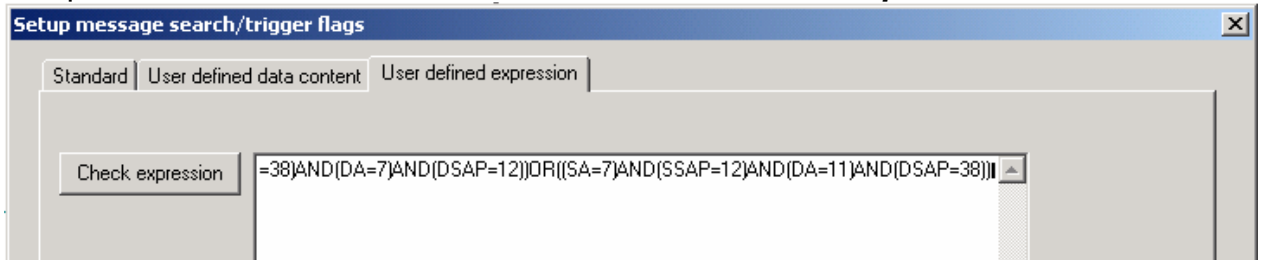 Setup message search/trigger flags
Standard User defined data content User defined expression
Check expression
=38)AND(DA=7)AND(DSAP=12))OR((SA=7)AND(SSAP=12)AND(DA=11)AND(DSAP=38))